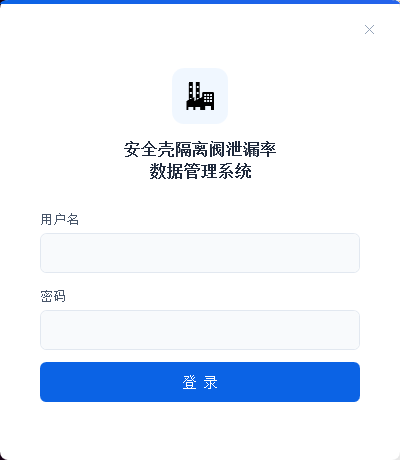 安全壳隔离阀泄漏率
数据管理系统
用户名
密码
登 录